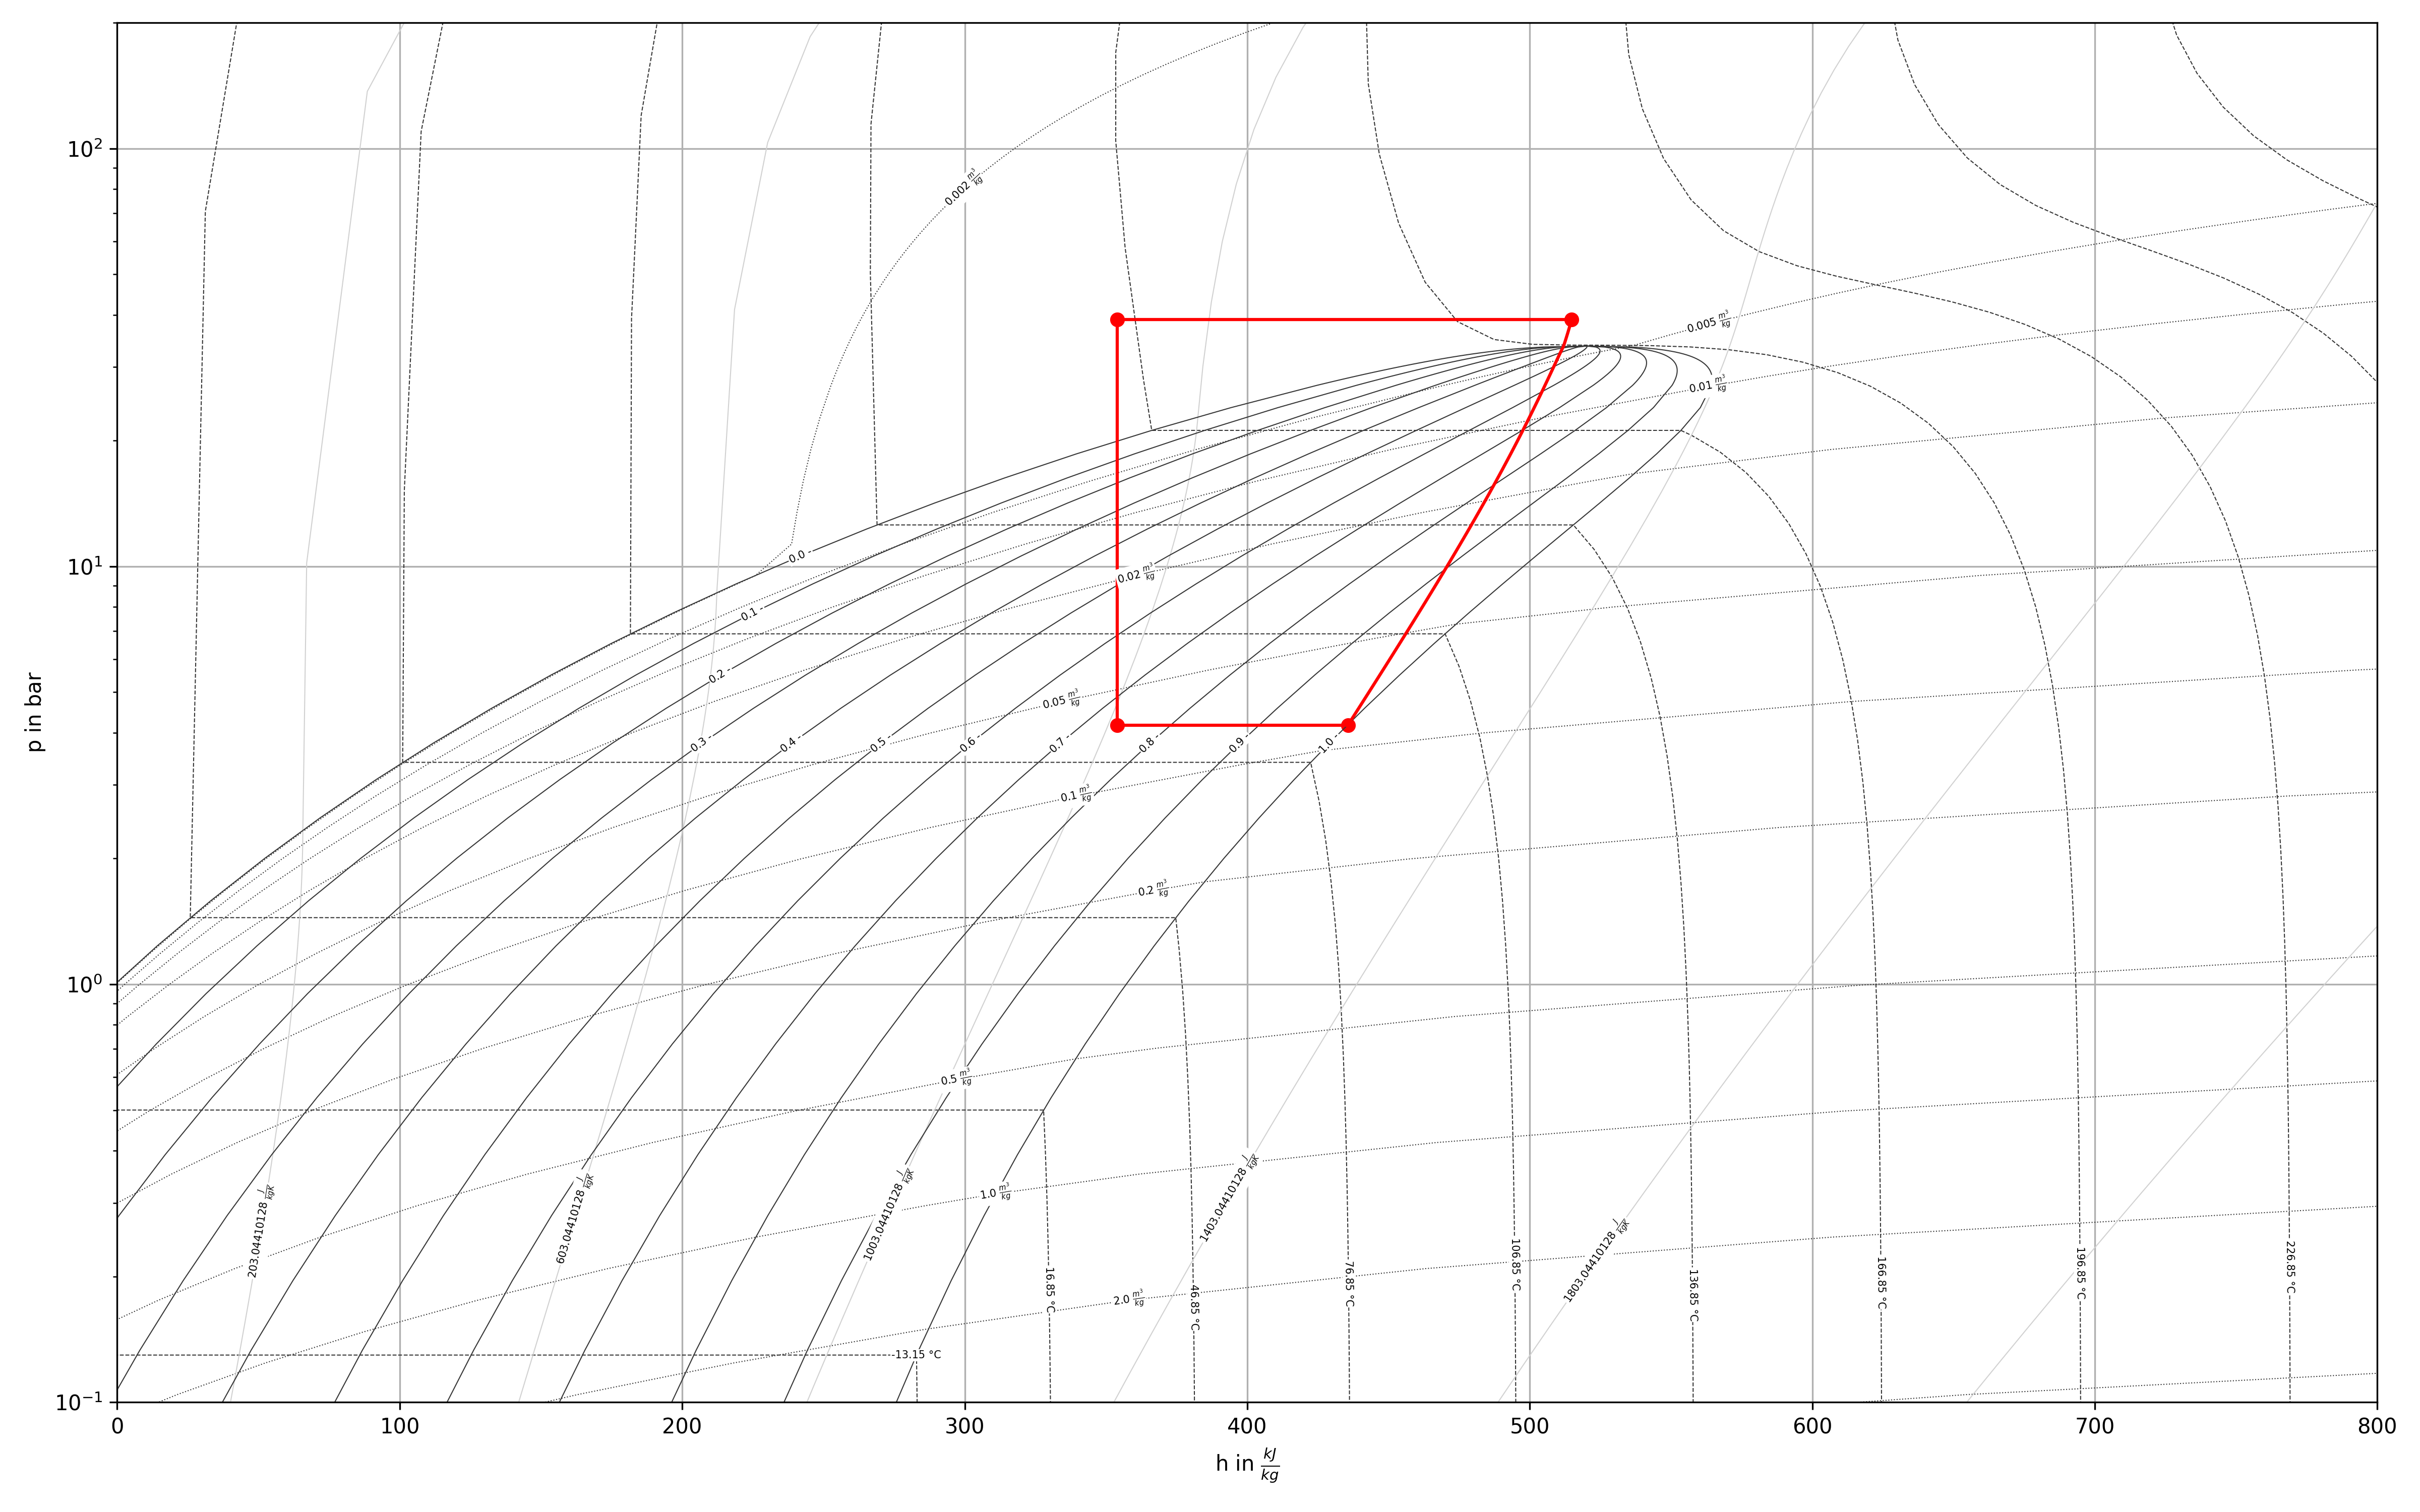 10²
10¹
10⁰
10⁻¹
p in bar
0.002 m³/kg
0.005 m³/kg
0.01 m³/kg
0.0
0.02 m³/kg
0.1
0.2
0.05 m³/kg
0.3
0.4
0.5
0.6
0.7
0.8
0.9
1.0
0.1 m³/kg
0.2 m³/kg
0.5 m³/kg
1.0 m³/kg
2.0 m³/kg
203.04410128 J/kgK
603.04410128 J/kgK
1003.04410128 J/kgK
1403.04410128 J/kgK
1803.04410128 J/kgK
-13.15 °C
16.85 °C
46.85 °C
76.85 °C
106.85 °C
136.85 °C
166.85 °C
196.85 °C
226.85 °C
0 100 200 300 400 500 600 700 800
h in kJ/kg